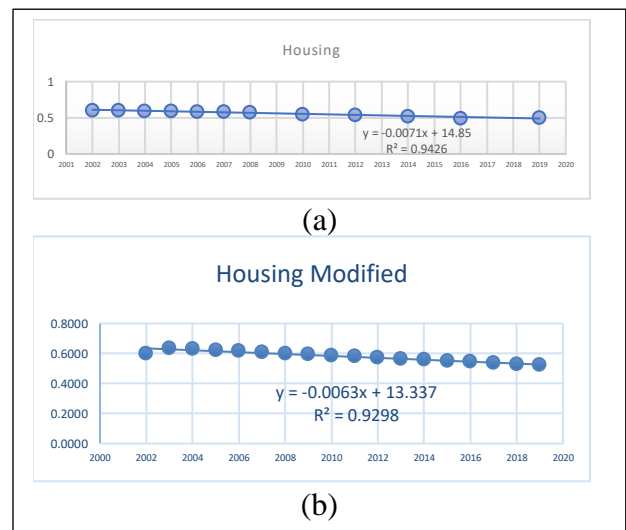 Housing
1
0.5
0
y = -0.0071x + 14.85
R² = 0.9426
2001 2002 2003 2004 2005 2006 2007 2008 2009 2010 2011 2012 2013 2014 2015 2016 2017 2018 2019 2020
(a)
Housing Modified
0.8000
0.6000
0.4000
0.2000
0.0000
y = -0.0063x + 13.337
R² = 0.9298
2000 2002 2004 2006 2008 2010 2012 2014 2016 2018 2020
(b)